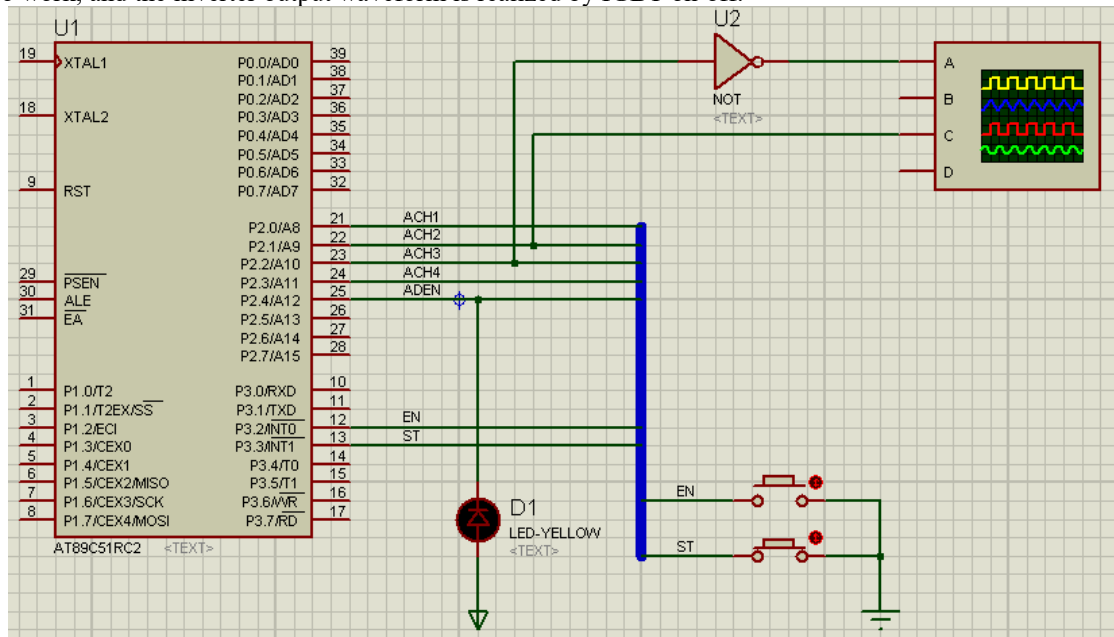 U1
19
XTAL1
18
XTAL2
9
RST
29
PSEN
30
ALE
31
EA
1
P1.0/T2
2
P1.1/T2EX/SS
3
P1.2/ECI
4
P1.3/CEX0
5
P1.4/CEX1
6
P1.5/CEX2/MISO
7
P1.6/CEX3/SCK
8
P1.7/CEX4/MOSI
P0.0/AD0
39
P0.1/AD1
38
P0.2/AD2
37
P0.3/AD3
36
P0.4/AD4
35
P0.5/AD5
34
P0.6/AD6
33
P0.7/AD7
32
P2.0/A8
21
ACH1
P2.1/A9
22
ACH2
P2.2/A10
23
ACH3
P2.3/A11
24
ACH4
P2.4/A12
25
ADEN
P2.5/A13
26
P2.6/A14
27
P2.7/A15
28
P3.0/RXD
10
P3.1/TXD
11
P3.2/INT0
12
EN
P3.3/INT1
13
ST
P3.4/T0
14
P3.5/T1
15
P3.6/WR
16
P3.7/RD
17
AT89C51RC2
<TEXT>
U2
NOT
<TEXT>
A
B
C
D
D1
LED-YELLOW
<TEXT>
EN
ST